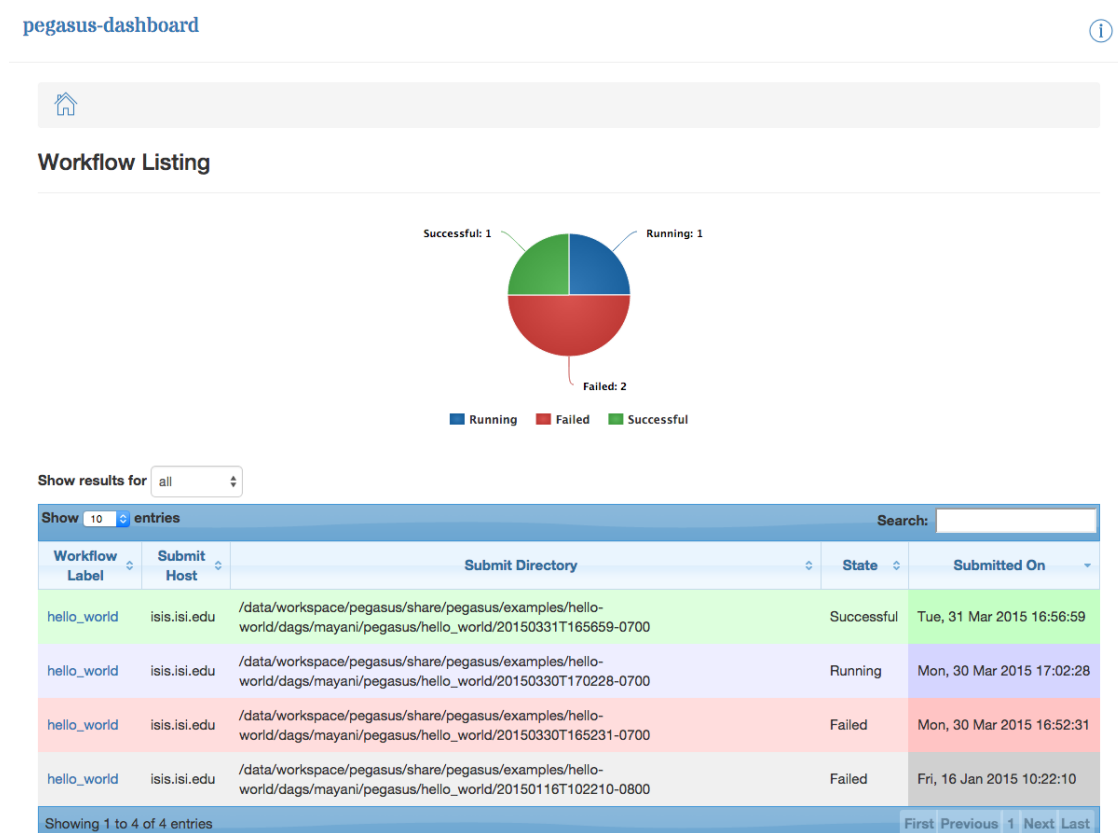 pegasus-dashboard
i
Workflow Listing
Successful: 1
Running: 1
Failed: 2
Running Failed Successful
Show results for all
Show 10 entries Search:
Workflow Label Submit Host Submit Directory State Submitted On
hello_world isis.isi.edu /data/workspace/pegasus/share/pegasus/examples/hello-
world/dags/mayani/pegasus/hello_world/20150331T165659-0700 Successful Tue, 31 Mar 2015 16:56:59
hello_world isis.isi.edu /data/workspace/pegasus/share/pegasus/examples/hello-
world/dags/mayani/pegasus/hello_world/20150330T170228-0700 Running Mon, 30 Mar 2015 17:02:28
hello_world isis.isi.edu /data/workspace/pegasus/share/pegasus/examples/hello-
world/dags/mayani/pegasus/hello_world/20150330T165231-0700 Failed Mon, 30 Mar 2015 16:52:31
hello_world isis.isi.edu /data/workspace/pegasus/share/pegasus/examples/hello-
world/dags/mayani/pegasus/hello_world/20150116T102210-0800 Failed Fri, 16 Jan 2015 10:22:10
Showing 1 to 4 of 4 entries First Previous 1 Next Last